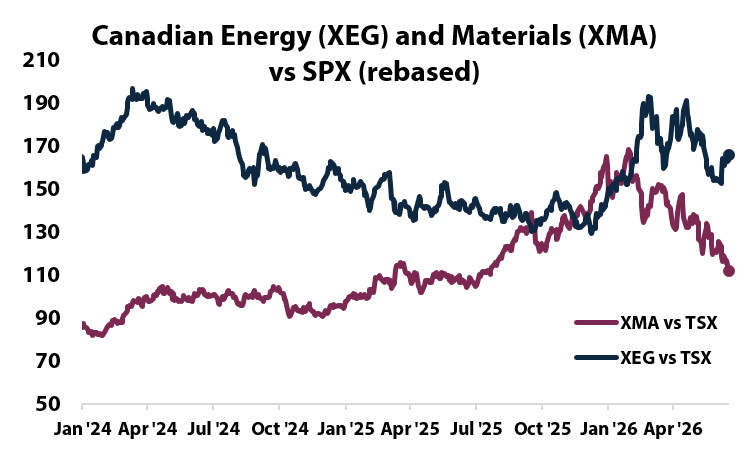 Canadian Energy (XEG) and Materials (XMA)
vs SPX (rebased)
210
190
170
150
130
110
90
70
50
XMA vs TSX
XEG vs TSX
Jan '24 Apr '24 Jul '24 Oct '24 Jan '25 Apr '25 Jul '25 Oct '25 Jan '26 Apr '26